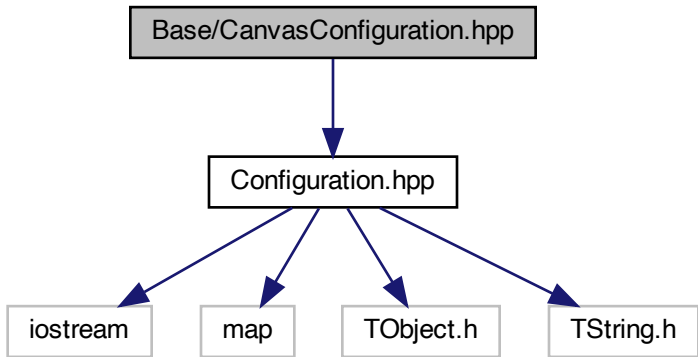 Base/CanvasConfiguration.hpp
Configuration.hpp
iostream
map
TObject.h
TString.h